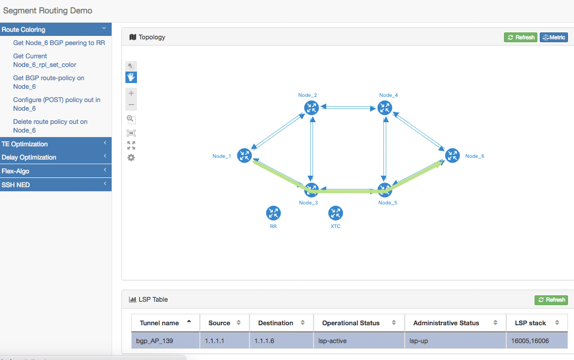 Segment Routing Demo
Route Coloring
Get Node_6 BGP peering to RR
Get Current
Node_6_rpl_set_color
Get BGP route-policy on
Node_6
Configure (POST) policy out in
Node_6
Delete route policy out on
Node_6
TE Optimization
Delay Optimization
Flex-Algo
SSH NED
Topology
Refresh
Metric
Node_2
Node_4
Node_1
Node_6
Node_3
Node_5
RR
XTC
LSP Table
Refresh
Tunnel name Source Destination Operational Status Administrative Status LSP stack
bgp_AP_139 1.1.1.1 1.1.1.6 lsp-active lsp-up 16005,16006